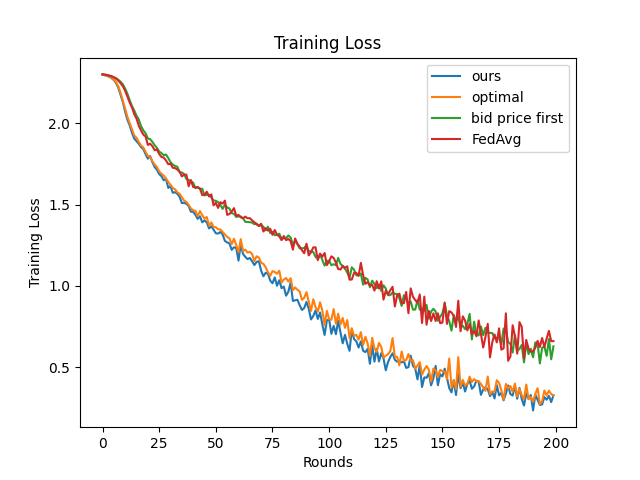 Training Loss
ours
optimal
bid price first
FedAvg
Training Loss
2.0
1.5
1.0
0.5
0 25 50 75 100 125 150 175 200
Rounds